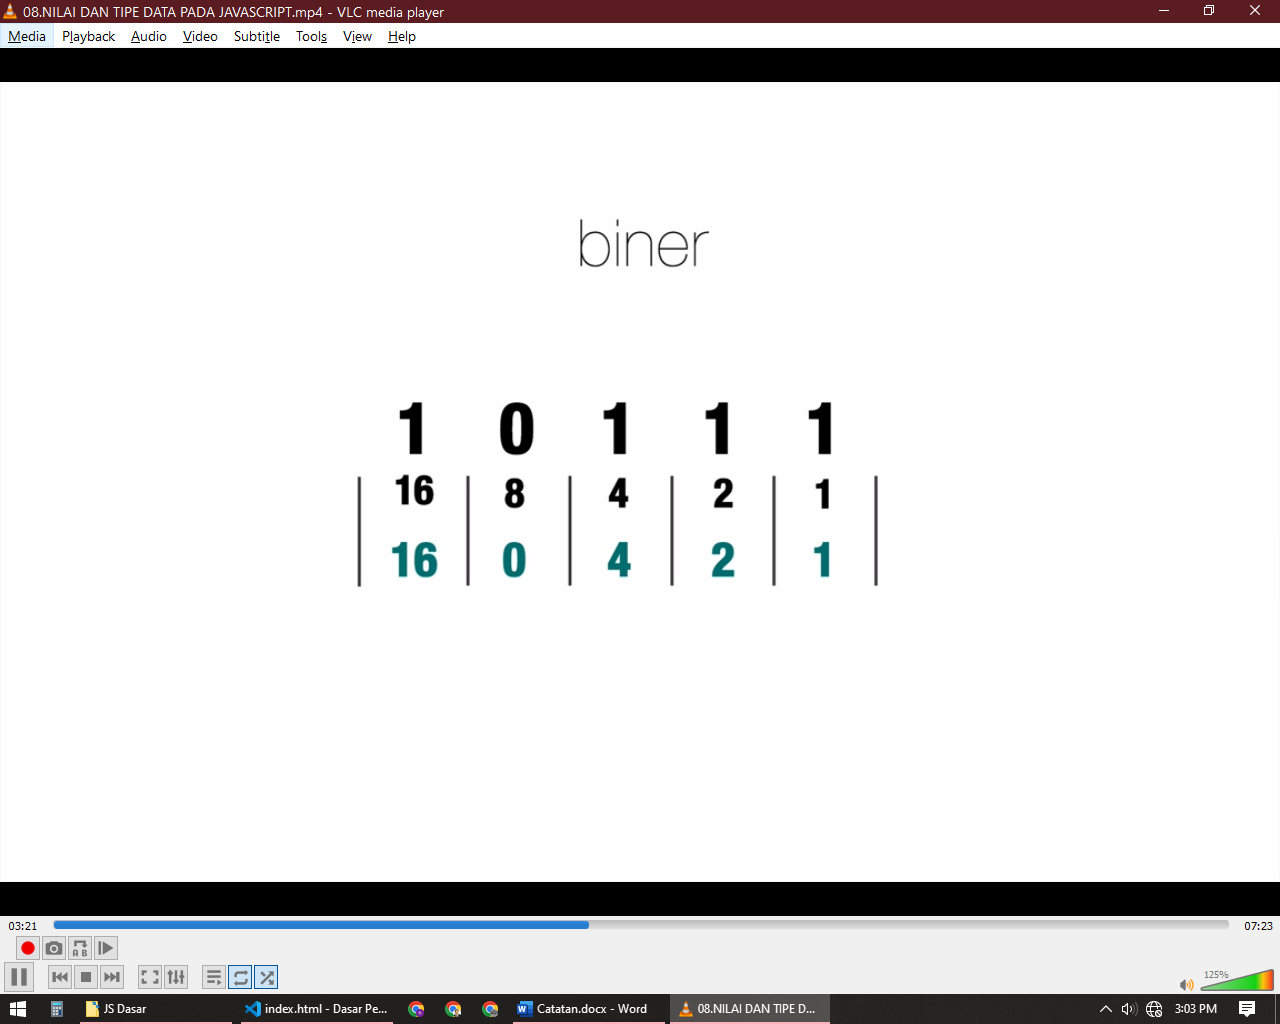 08.NILAI DAN TIPE DATA PADA JAVASCRIPT.mp4 - VLC media player
Media Playback Audio Video Subtitle Tools View Help
biner
1 0 1 1 1
16 8 4 2 1
16 0 4 2 1
03:21 07:23
A B
125%
JS Dasar index.html - Dasar Pe... Catatan.docx - Word 08.NILAI DAN TIPE D... 3:03 PM